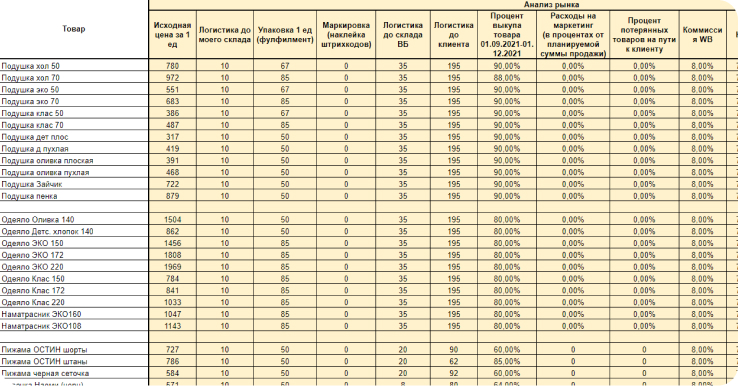 Анализ рынка
Товар | Исходная цена за 1 ед | Логистика до моего склада | Упаковка 1 ед (фулфилмент) | Маркировка (наклейка штрихкодов) | Логистика до склада ВБ | Логистика до клиента | Процент выкупа товара 01.09.2021-01.12.2021 | Расходы на маркетинг (в процентах от планируемой суммы продажи) | Процент потерянных товаров на пути к клиенту | Комиссия WB
Подушка хол 50 | 780 | 10 | 67 | 0 | 35 | 195 | 90,00% | 0,00% | 0,00% | 8,00%
Подушка хол 70 | 972 | 10 | 85 | 0 | 35 | 195 | 88,00% | 0,00% | 0,00% | 8,00%
Подушка эко 50 | 551 | 10 | 67 | 0 | 35 | 195 | 90,00% | 0,00% | 0,00% | 8,00%
Подушка эко 70 | 683 | 10 | 85 | 0 | 35 | 195 | 90,00% | 0,00% | 0,00% | 8,00%
Подушка клас 50 | 386 | 10 | 67 | 0 | 35 | 195 | 90,00% | 0,00% | 0,00% | 8,00%
Подушка клас 70 | 487 | 10 | 85 | 0 | 35 | 195 | 90,00% | 0,00% | 0,00% | 8,00%
Подушка дет плос | 317 | 10 | 50 | 0 | 35 | 195 | 90,00% | 0,00% | 0,00% | 8,00%
Подушка д пухлая | 419 | 10 | 50 | 0 | 35 | 195 | 90,00% | 0,00% | 0,00% | 8,00%
Подушка оливка плоская | 391 | 10 | 50 | 0 | 35 | 195 | 90,00% | 0,00% | 0,00% | 8,00%
Подушка оливка пухлая | 468 | 10 | 50 | 0 | 35 | 195 | 90,00% | 0,00% | 0,00% | 8,00%
Подушка Зайчик | 722 | 10 | 50 | 0 | 35 | 195 | 90,00% | 0,00% | 0,00% | 8,00%
Подушка пенка | 879 | 10 | 50 | 0 | 35 | 195 | 90,00% | 0,00% | 0,00% | 8,00%
Одеяло Оливка 140 | 1504 | 10 | 50 | 0 | 35 | 195 | 80,00% | 0,00% | 0,00% | 8,00%
Одеяло Детс. хлопок 140 | 862 | 10 | 50 | 0 | 35 | 195 | 80,00% | 0,00% | 0,00% | 8,00%
Одеяло ЭКО 150 | 1456 | 10 | 85 | 0 | 35 | 195 | 80,00% | 0,00% | 0,00% | 8,00%
Одеяло ЭКО 172 | 1808 | 10 | 85 | 0 | 35 | 195 | 80,00% | 0,00% | 0,00% | 8,00%
Одеяло ЭКО 220 | 1969 | 10 | 85 | 0 | 35 | 195 | 80,00% | 0,00% | 0,00% | 8,00%
Одеяло Клас 150 | 784 | 10 | 85 | 0 | 35 | 195 | 80,00% | 0,00% | 0,00% | 8,00%
Одеяло Клас 172 | 841 | 10 | 85 | 0 | 35 | 195 | 80,00% | 0,00% | 0,00% | 8,00%
Одеяло Клас 220 | 1033 | 10 | 85 | 0 | 35 | 195 | 80,00% | 0,00% | 0,00% | 8,00%
Наматрасник ЭКО160 | 1047 | 10 | 85 | 0 | 35 | 195 | 80,00% | 0,00% | 0,00% | 8,00%
Наматрасник ЭКО108 | 1143 | 10 | 85 | 0 | 35 | 195 | 80,00% | 0,00% | 0,00% | 8,00%
Пижама ОСТИН шорты | 727 | 10 | 50 | 0 | 20 | 90 | 60,00% | 0 | 0 | 8,00%
Пижама ОСТИН штаны | 786 | 10 | 50 | 0 | 20 | 62 | 85,00% | 0 | 0 | 8,00%
Пижама черная сеточка | 584 | 10 | 50 | 0 | 20 | 92 | 60,00% | 0 | 0 | 8,00%